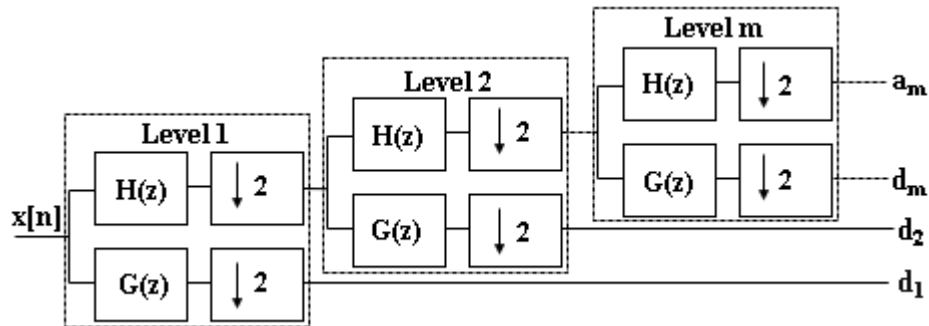 Level m
H(z) ↓ 2 a_m
Level 2
H(z) ↓ 2
Level 1
G(z) ↓ 2 d_m
H(z) ↓ 2
x[n]
G(z) ↓ 2 d_2
G(z) ↓ 2 d_1